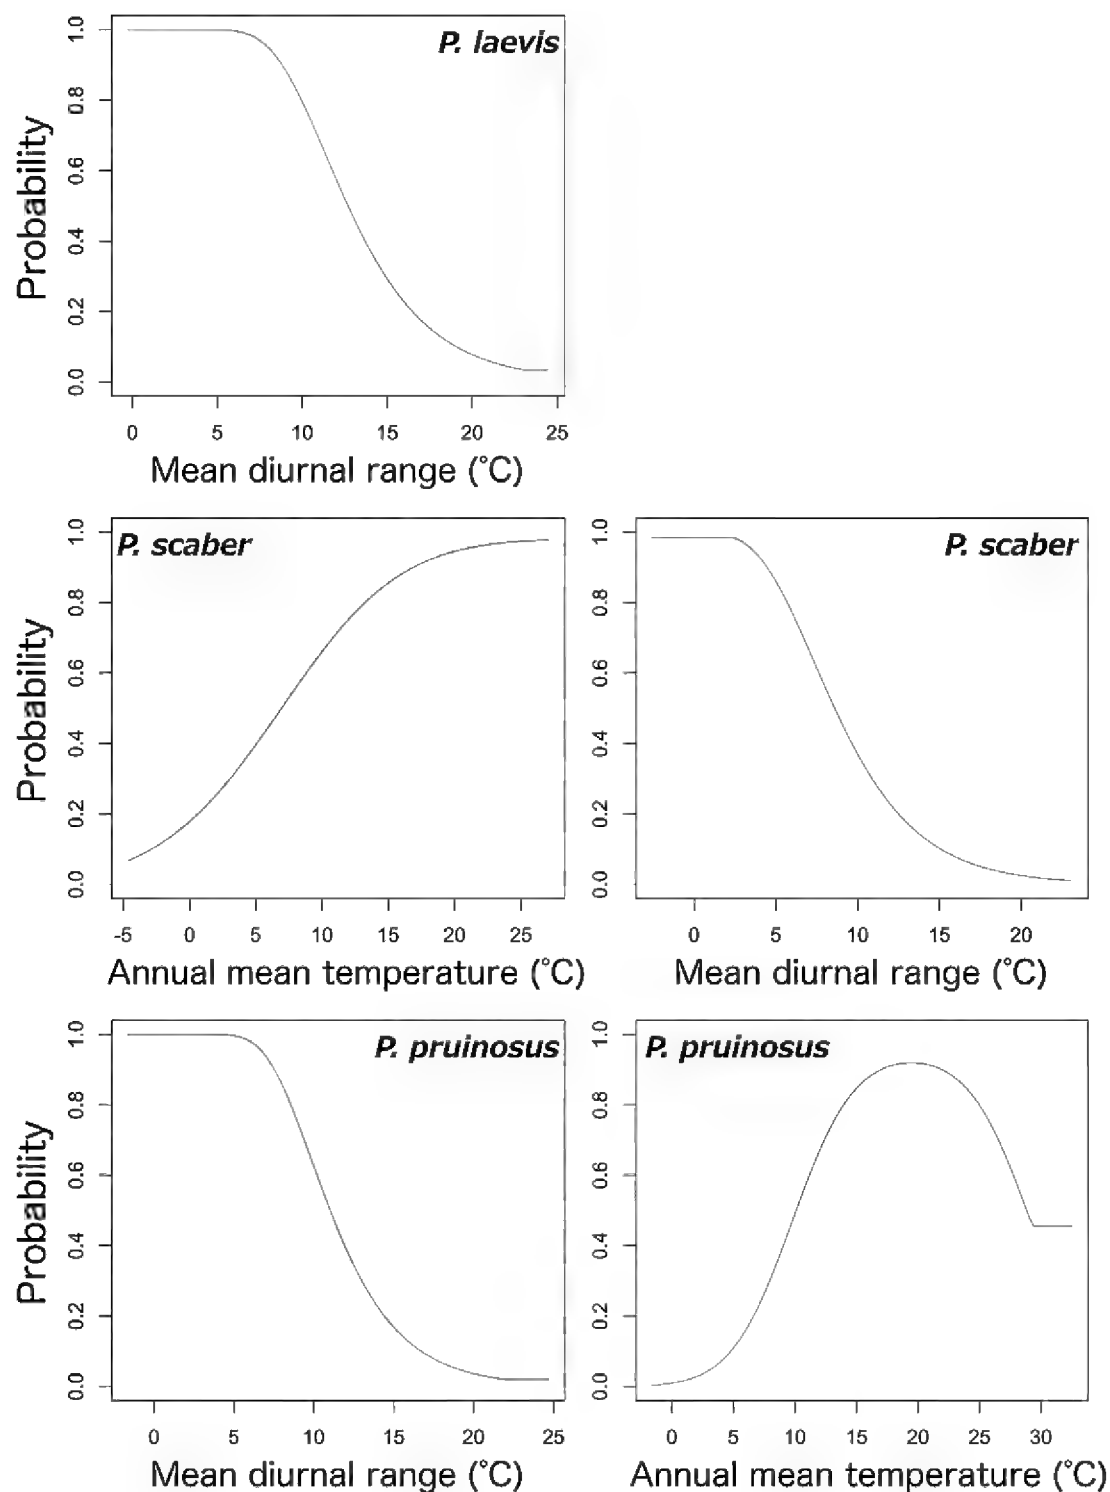 P. laevis
Probability
1.0
0.8
0.6
0.4
0.2
0.0
0 5 10 15 20 25
Mean diurnal range (°C)
P. scaber
Probability
1.0
0.8
0.6
0.4
0.2
0.0
-5 0 5 10 15 20 25
Annual mean temperature (°C)
P. scaber
1.0
0.8
0.6
0.4
0.2
0.0
0 5 10 15 20
Mean diurnal range (°C)
P. pruinosus
Probability
1.0
0.8
0.6
0.4
0.2
0.0
0 5 10 15 20 25
Mean diurnal range (°C)
P. pruinosus
1.0
0.8
0.6
0.4
0.2
0.0
0 5 10 15 20 25 30
Annual mean temperature (°C)